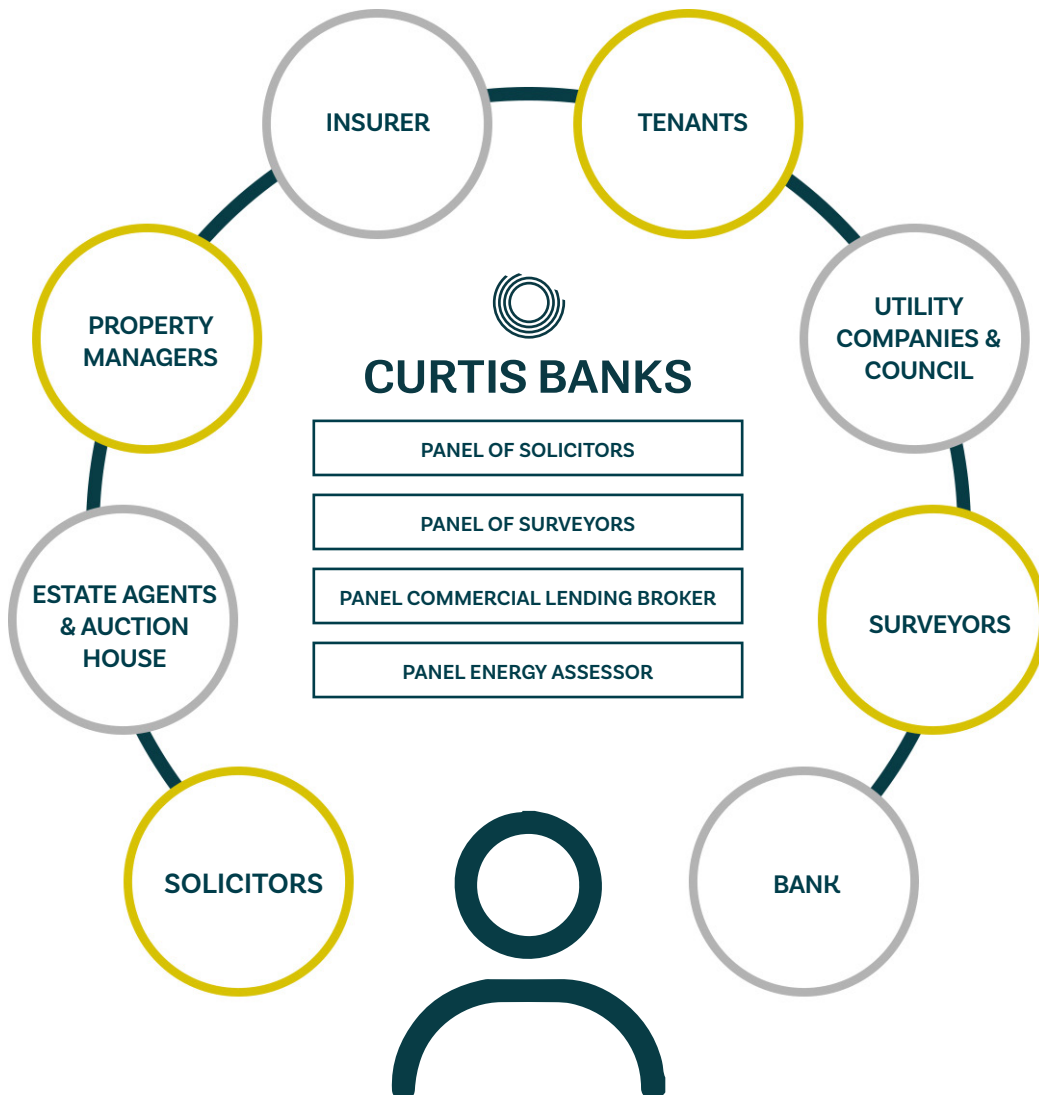 INSURER
TENANTS
PROPERTY
MANAGERS
UTILITY
COMPANIES &
COUNCIL
CURTIS BANKS
PANEL OF SOLICITORS
PANEL OF SURVEYORS
PANEL COMMERCIAL LENDING BROKER
PANEL ENERGY ASSESSOR
ESTATE AGENTS
& AUCTION
HOUSE
SURVEYORS
SOLICITORS
BANK